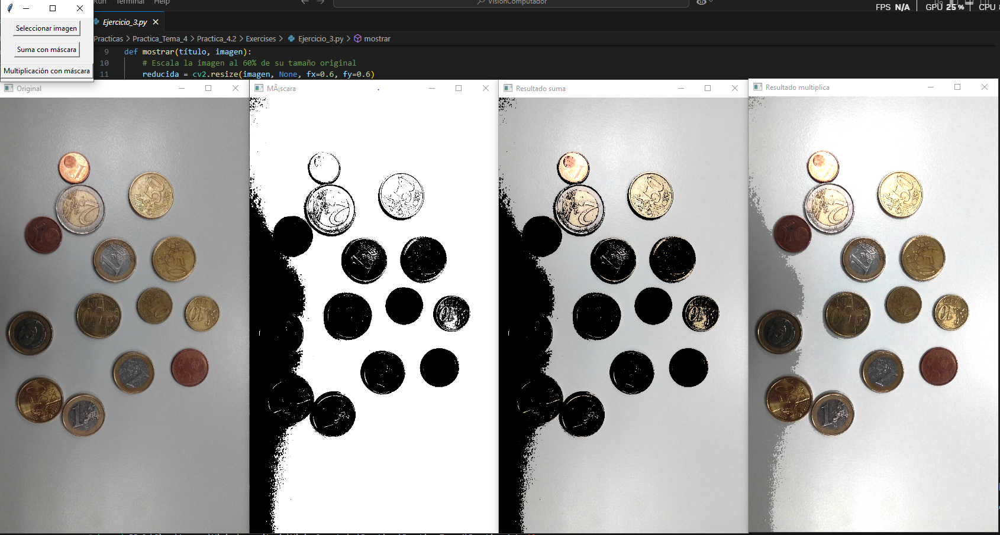 Run Terminal Help
VisionComputador
FPS N/A GPU 25% CPU
Seleccionar imagen
Suma con máscara
Multiplicación con máscara
Ejercicio_3.py
Practicas > Practica_Tema_4 > Practica_4.2 > Exercises > Ejercicio_3.py > mostrar
9 def mostrar(título, imagen):
10 # Escala la imagen al 60% de su tamaño original
11 reducida = cv2.resize(imagen, None, fx=0.6, fy=0.6)
Original
MÃ¡scara
Resultado suma
Resultado multiplica